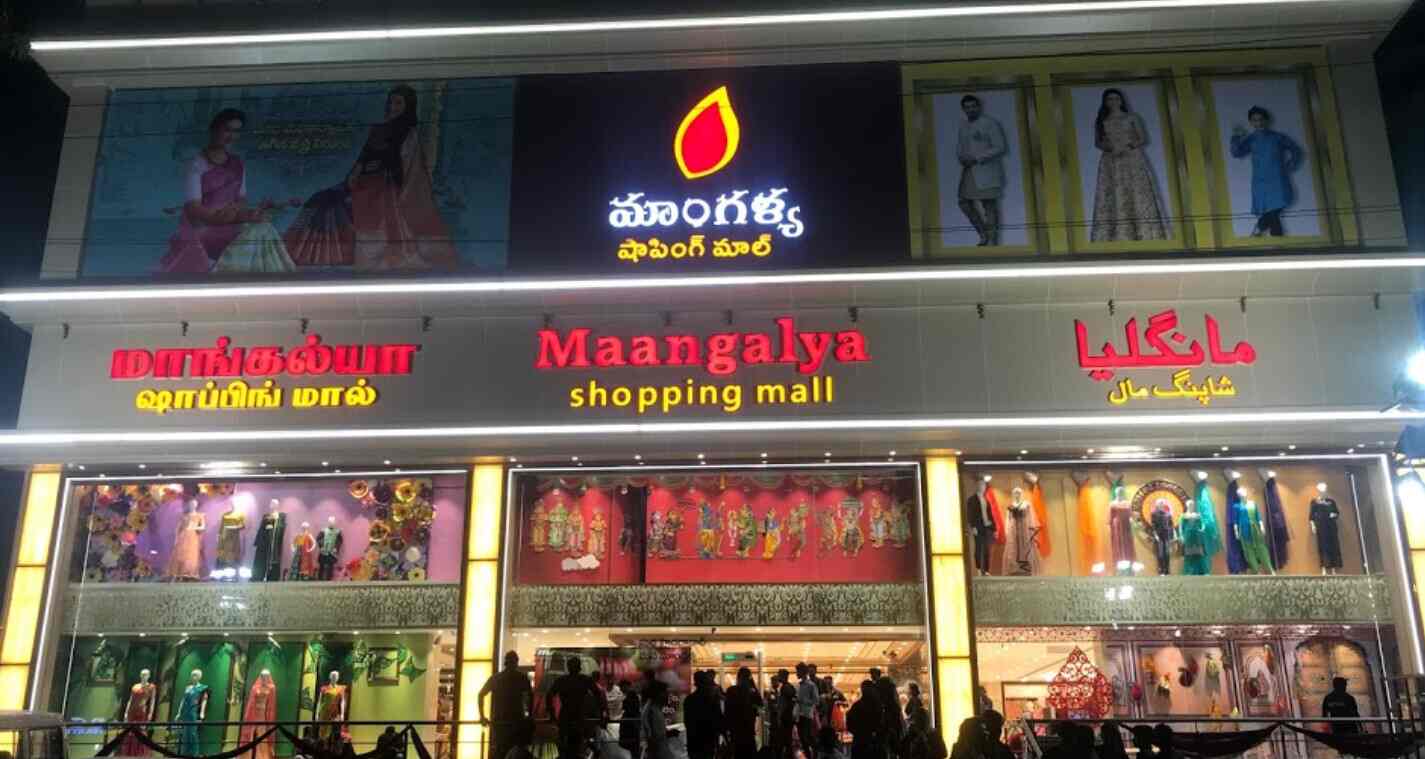 మాంగళ్య
షాపింగ్ మాల్
மாங்கல்யா
ஷாப்பிங் மால்
Maangalya
shopping mall
مانگلیا
شاپنگ مال